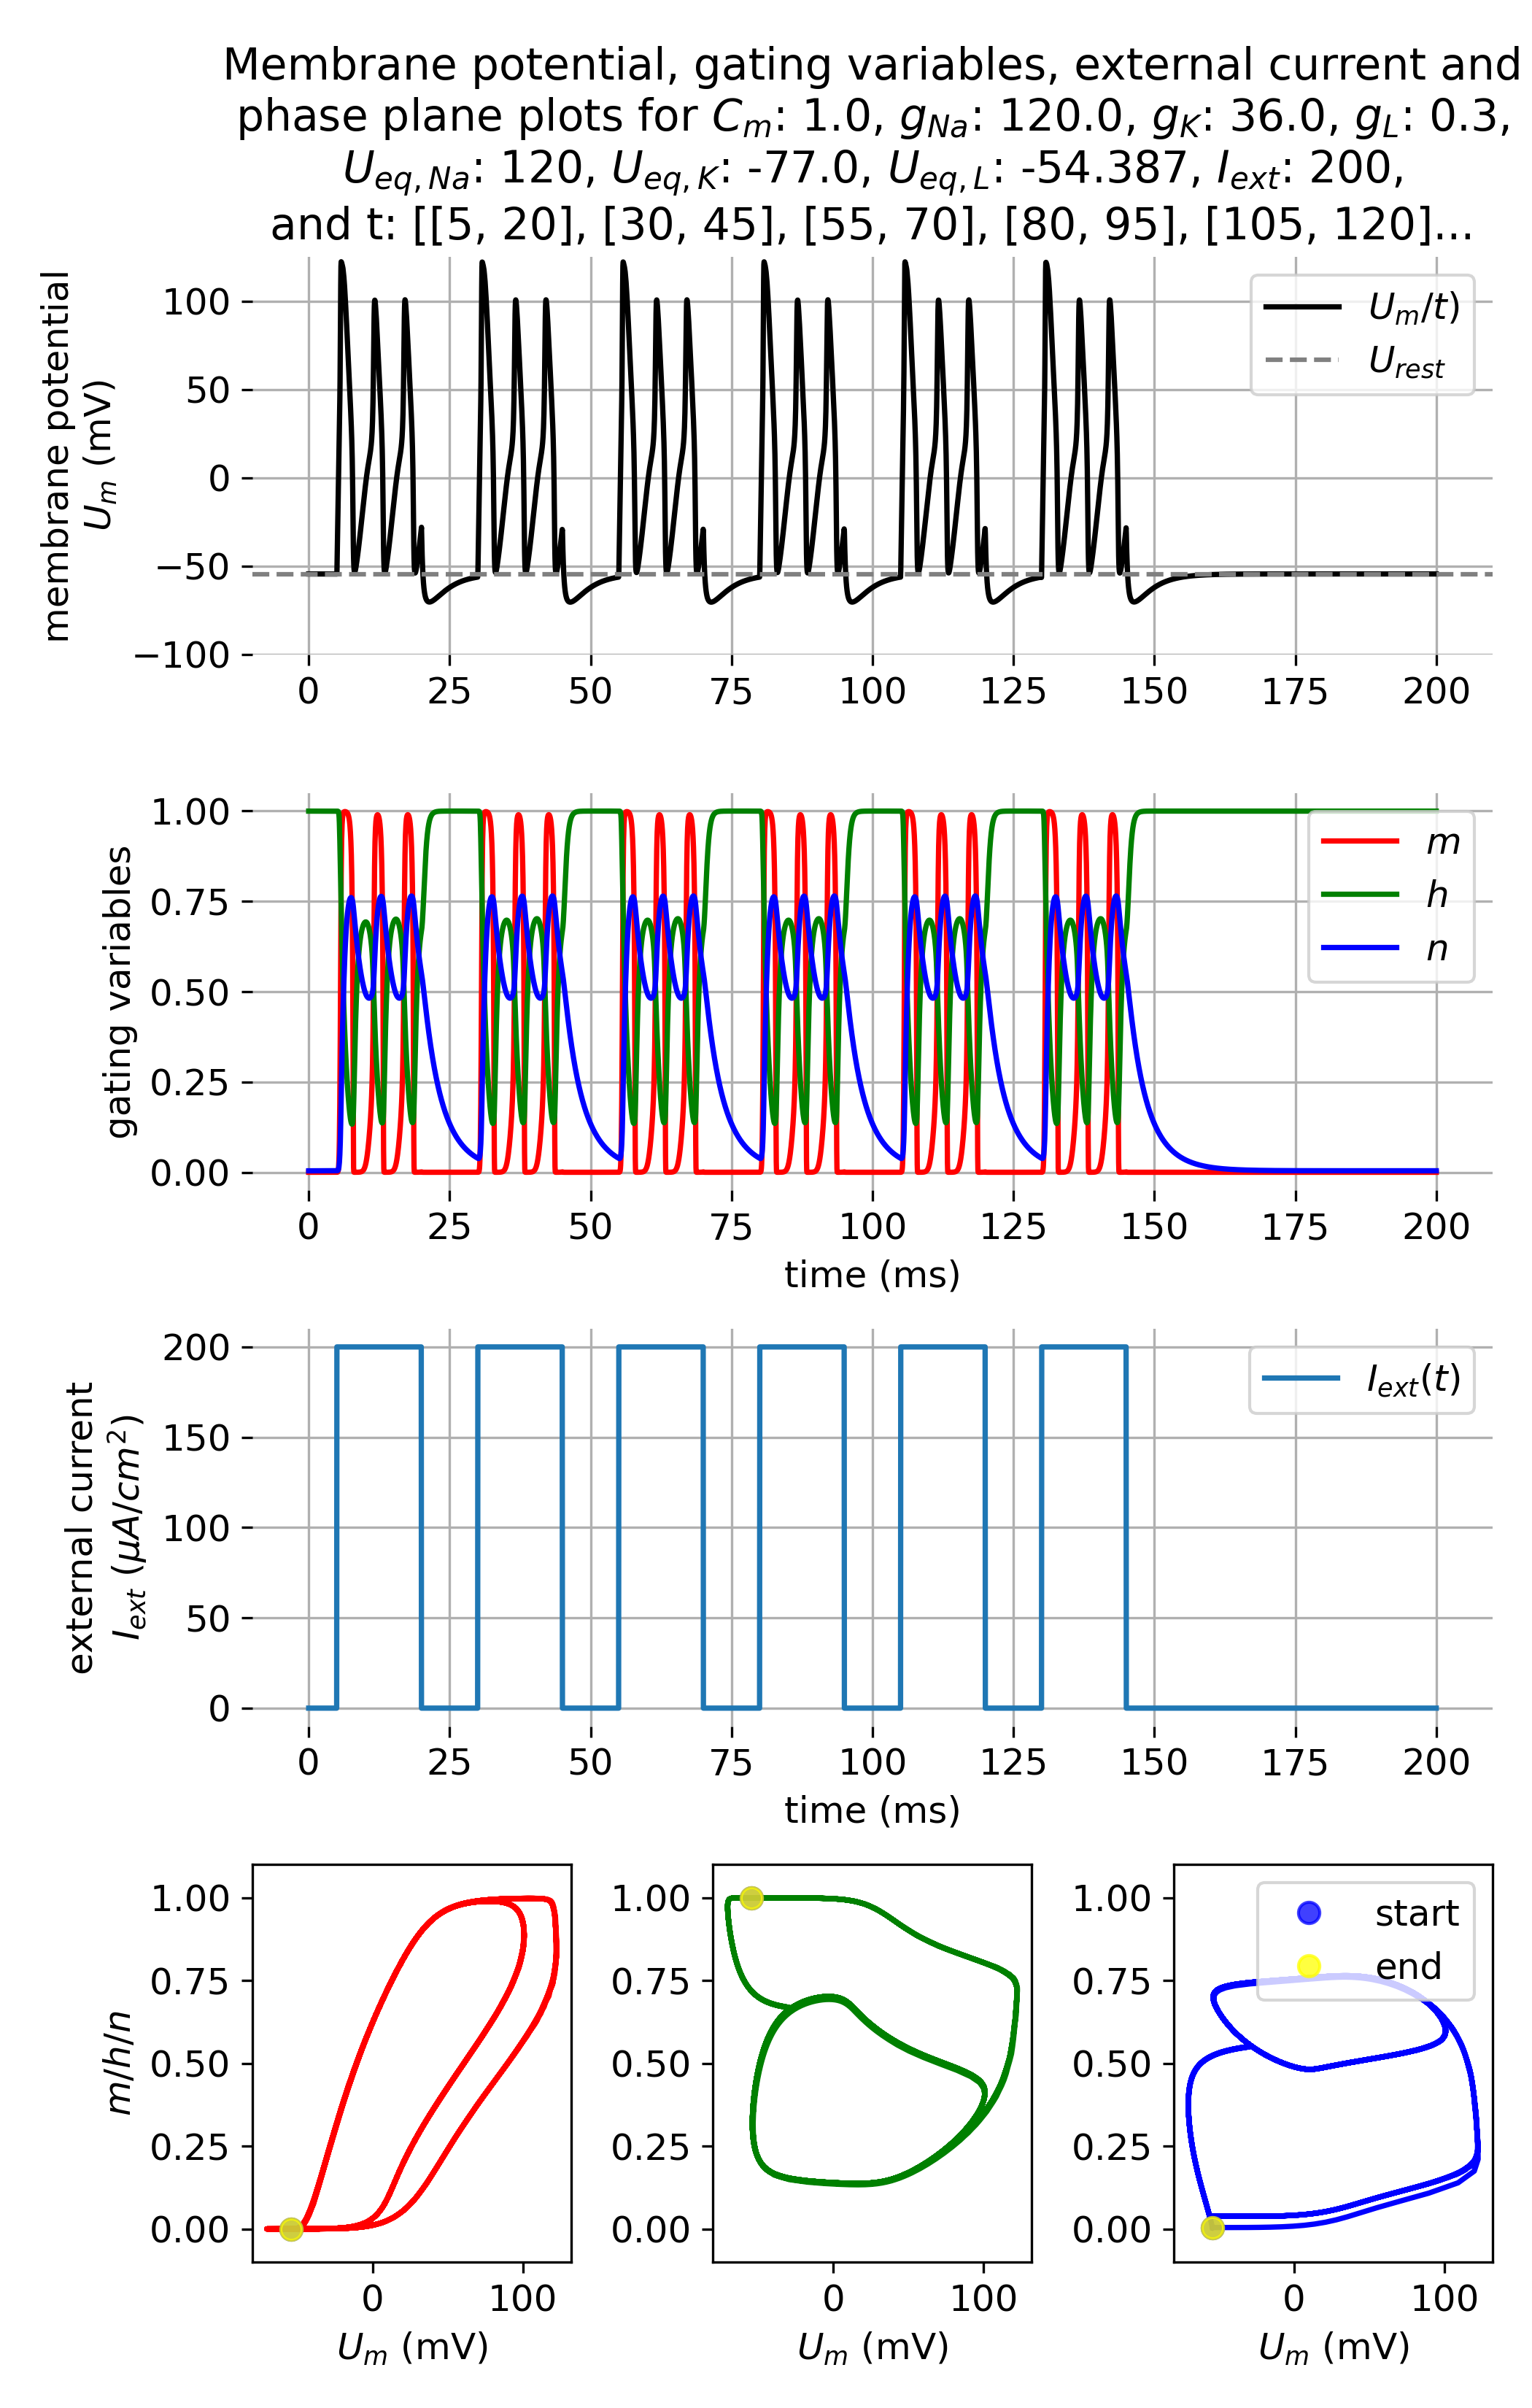 Membrane potential, gating variables, external current and
phase plane plots for C_m: 1.0, g_Na: 120.0, g_K: 36.0, g_L: 0.3,
U_eq,Na: 120, U_eq,K: -77.0, U_eq,L: -54.387, I_ext: 200,
and t: [[5, 20], [30, 45], [55, 70], [80, 95], [105, 120]...
membrane potential
U_m (mV)
100
50
0
−50
−100
U_m/t)
U_rest
0 25 50 75 100 125 150 175 200
gating variables
1.00
0.75
0.50
0.25
0.00
m
h
n
0 25 50 75 100 125 150 175 200
time (ms)
external current
I_ext (μA/cm²)
200
150
100
50
0
I_ext(t)
0 25 50 75 100 125 150 175 200
time (ms)
m/h/n
1.00
0.75
0.50
0.25
0.00
0 100
U_m (mV)
1.00
0.75
0.50
0.25
0.00
0 100
U_m (mV)
1.00
0.75
0.50
0.25
0.00
start
end
0 100
U_m (mV)